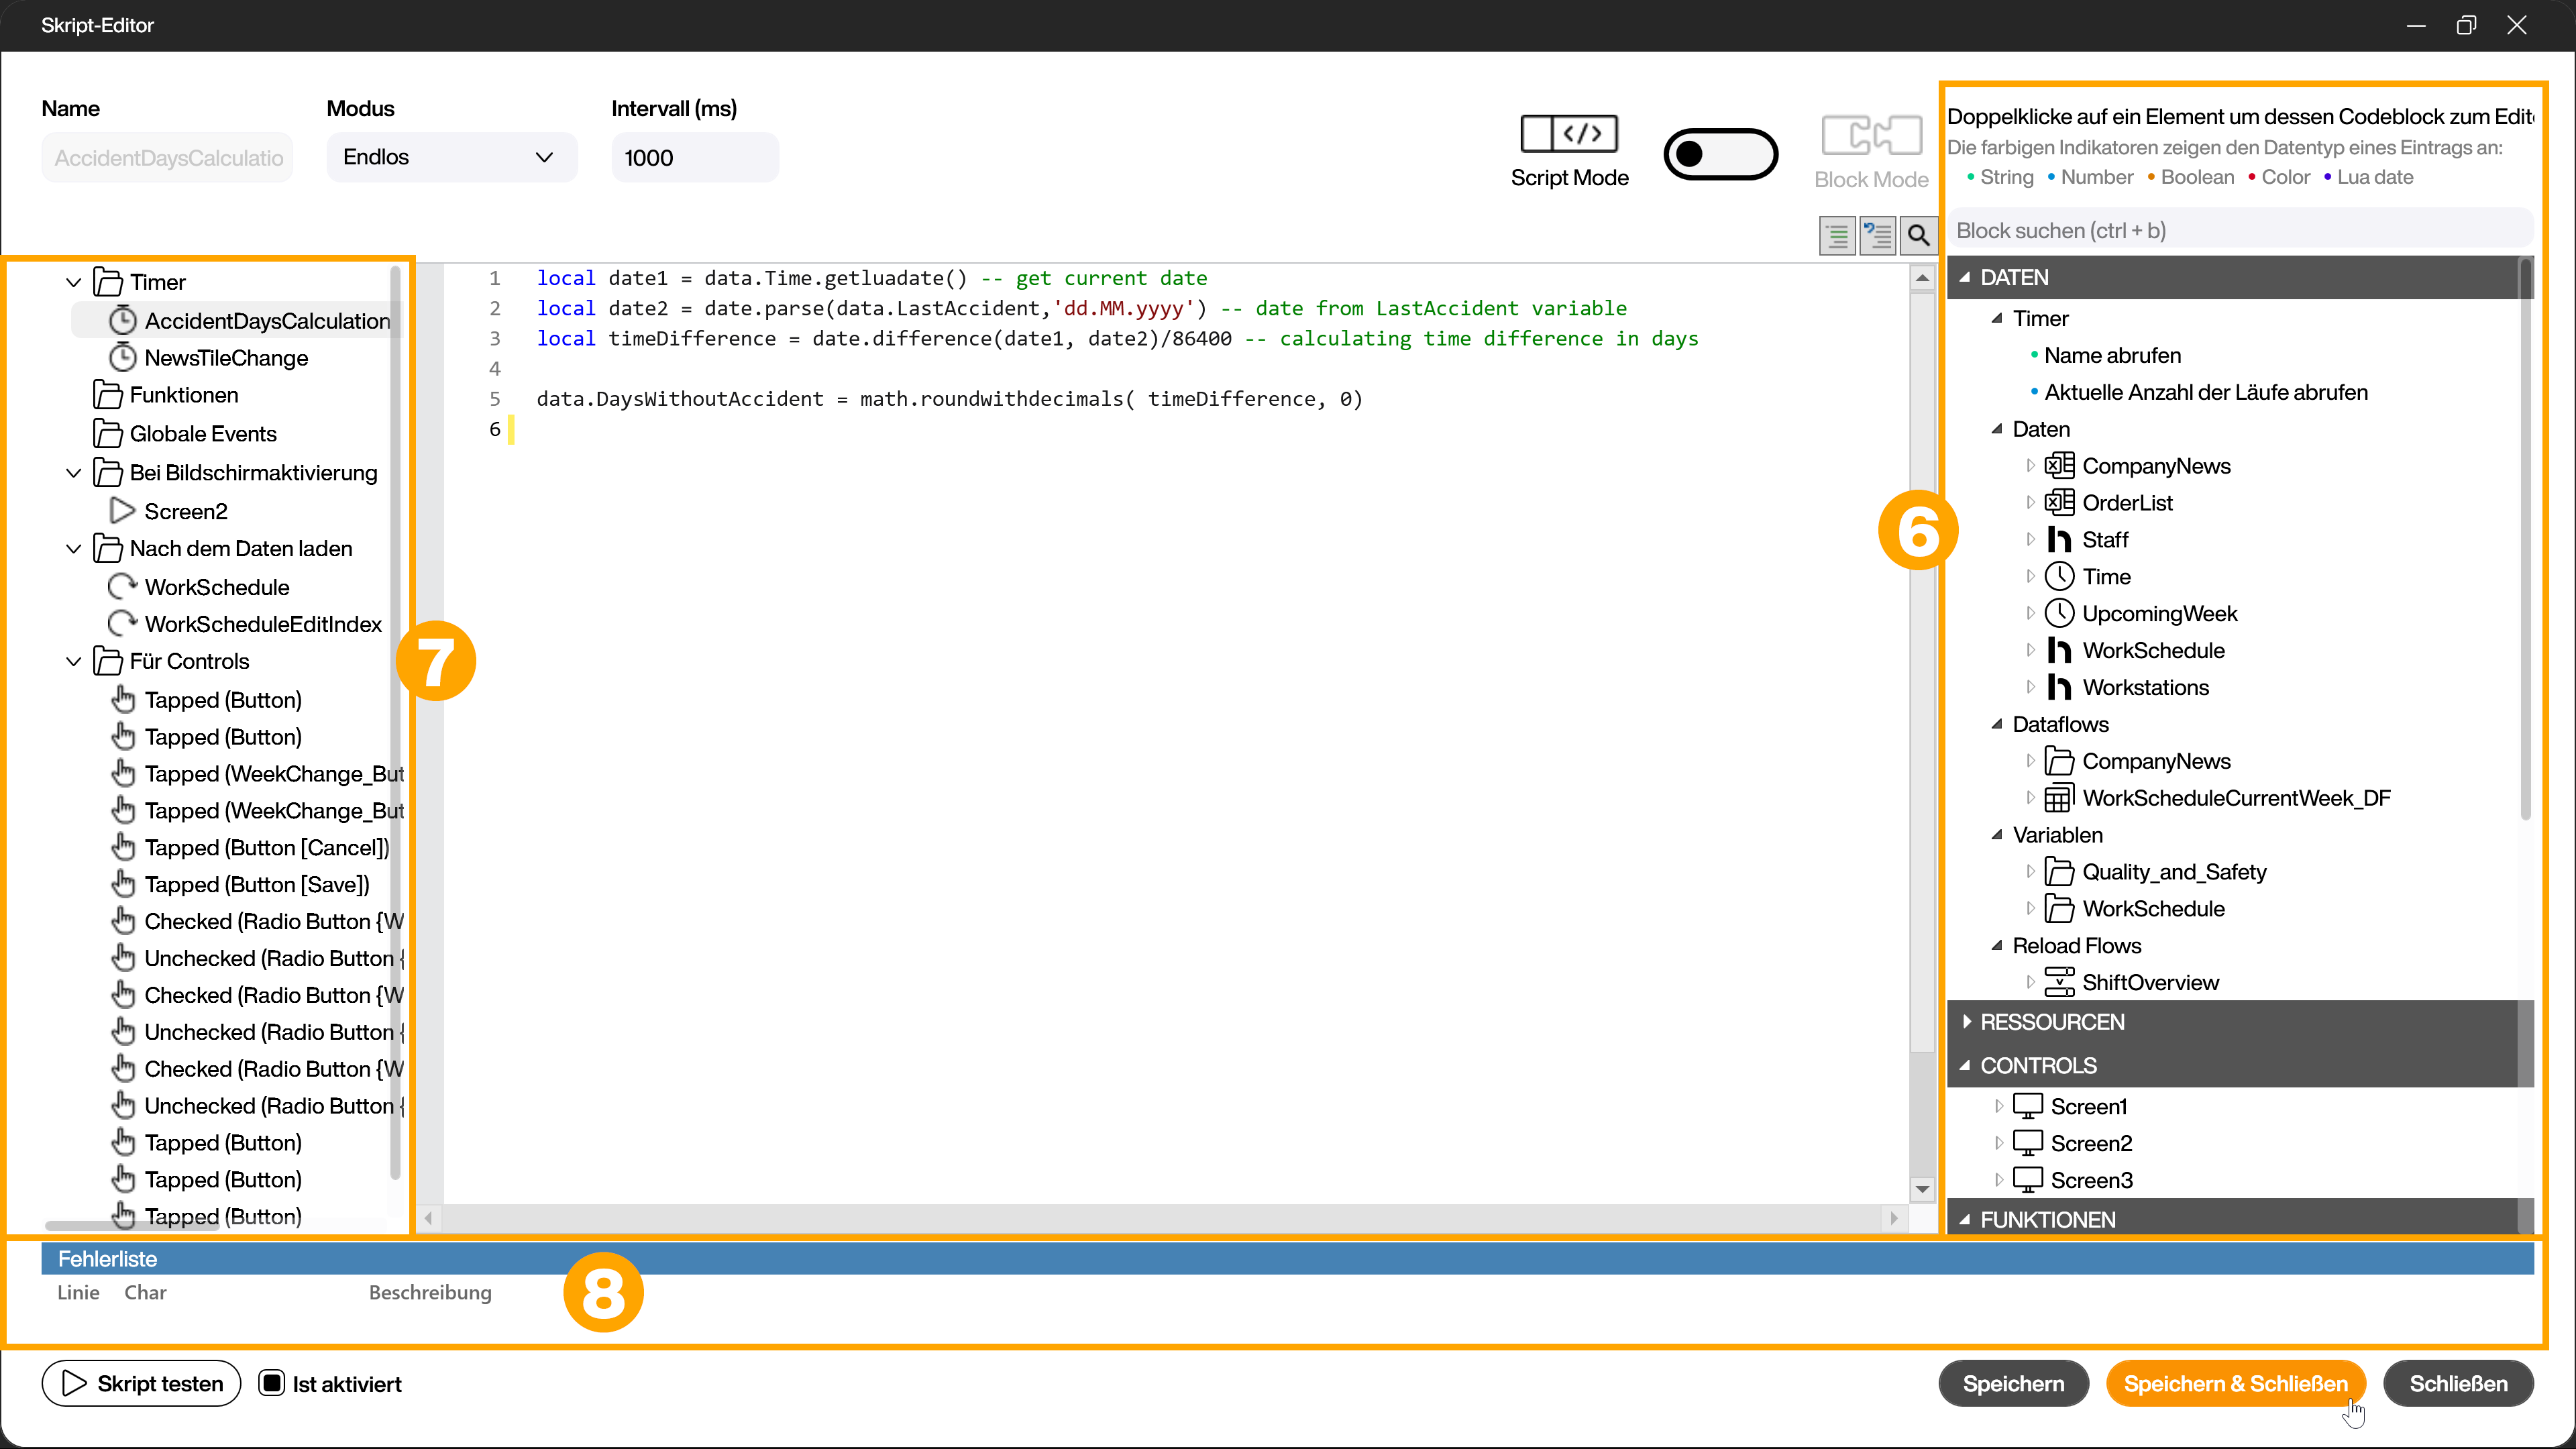 Skript-Editor
Name
Modus
Intervall (ms)
AccidentDaysCalculatio
Endlos
1000
</>
Script Mode
Block Mode
Doppelklicke auf ein Element um dessen Codeblock zum Edit
Die farbigen Indikatoren zeigen den Datentyp eines Eintrags an:
• String • Number • Boolean • Color • Lua date
Block suchen (ctrl + b)
Timer
AccidentDaysCalculation
NewsTileChange
Funktionen
Globale Events
Bei Bildschirmaktivierung
Screen2
Nach dem Daten laden
WorkSchedule
WorkScheduleEditIndex
Für Controls
Tapped (Button)
Tapped (Button)
Tapped (WeekChange_But
Tapped (WeekChange_But
Tapped (Button [Cancel])
Tapped (Button [Save])
Checked (Radio Button {W
Unchecked (Radio Button {
Checked (Radio Button {W
Unchecked (Radio Button {
Checked (Radio Button {W
Unchecked (Radio Button {
Tapped (Button)
Tapped (Button)
Tapped (Button)
7
1 local date1 = data.Time.getluadate() -- get current date
2 local date2 = date.parse(data.LastAccident,'dd.MM.yyyy') -- date from LastAccident variable
3 local timeDifference = date.difference(date1, date2)/86400 -- calculating time difference in days
4
5 data.DaysWithoutAccident = math.roundwithdecimals( timeDifference, 0)
6
6
DATEN
Timer
• Name abrufen
• Aktuelle Anzahl der Läufe abrufen
Daten
CompanyNews
OrderList
Staff
Time
UpcomingWeek
WorkSchedule
Workstations
Dataflows
CompanyNews
WorkScheduleCurrentWeek_DF
Variablen
Quality_and_Safety
WorkSchedule
Reload Flows
ShiftOverview
RESSOURCEN
CONTROLS
Screen1
Screen2
Screen3
FUNKTIONEN
Fehlerliste
Linie Char Beschreibung
8
Skript testen
Ist aktiviert
Speichern
Speichern & Schließen
Schließen